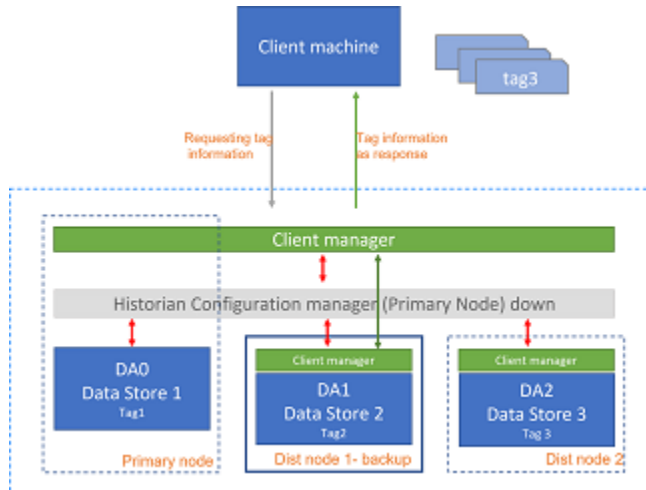 Client machine
tag3
Requesting tag
information
Tag information
as response
Client manager
Historian Configuration manager (Primary Node) down
DA0
Data Store 1
Tag1
Primary node
Client manager
DA1
Data Store 2
Tag2
Dist node 1- backup
Client manager
DA2
Data Store 3
Tag 3
Dist node 2